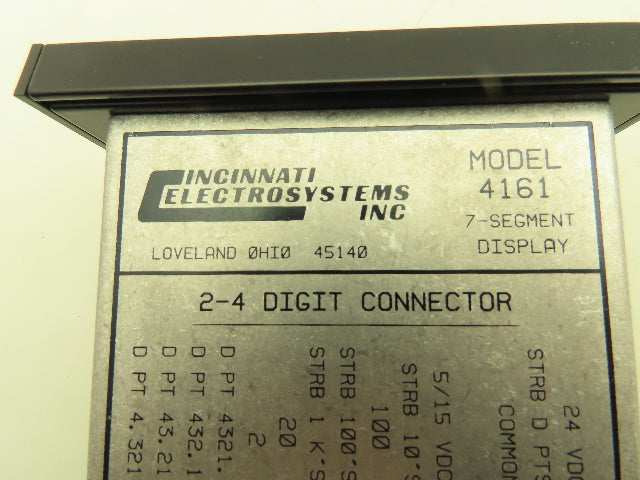 CINCINNATI
ELECTROSYSTEMS
INC
LOVELAND OHIO 45140
MODEL
4161
7-SEGMENT
DISPLAY
2-4 DIGIT CONNECTOR
D PT 4.321
D PT 43.21
D PT 432.1
D PT 4321.
2
20
STRB 1 K'S
STRB 100'S
100
STRB 10'S
5/15 VDC
COMMON
STRB D PTS
24 VDC